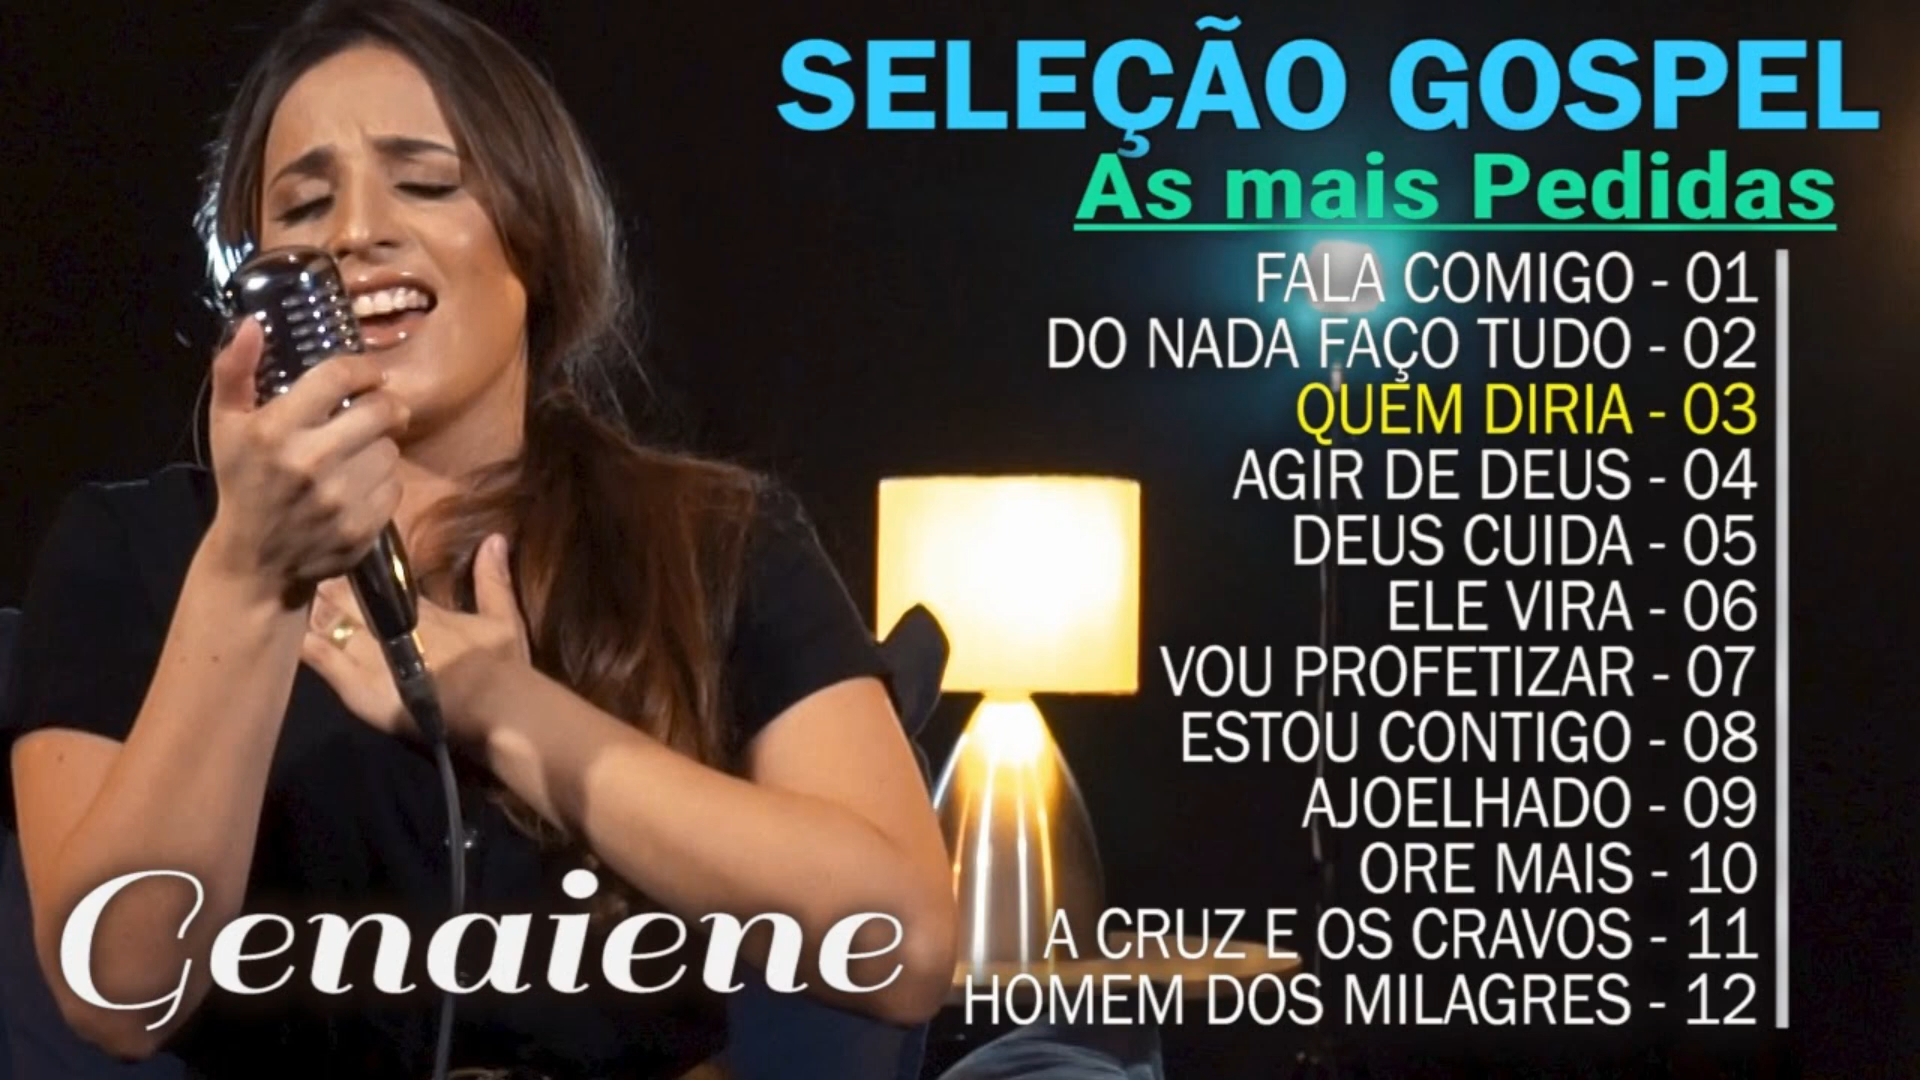 SELEÇÃO GOSPEL
As mais Pedidas
FALA COMIGO - 01
DO NADA FAÇO TUDO - 02
QUEM DIRIA - 03
AGIR DE DEUS - 04
DEUS CUIDA - 05
ELE VIRA - 06
VOU PROFETIZAR - 07
ESTOU CONTIGO - 08
AJOELHADO - 09
ORE MAIS - 10
A CRUZ E OS CRAVOS - 11
HOMEM DOS MILAGRES - 12
Genaiene